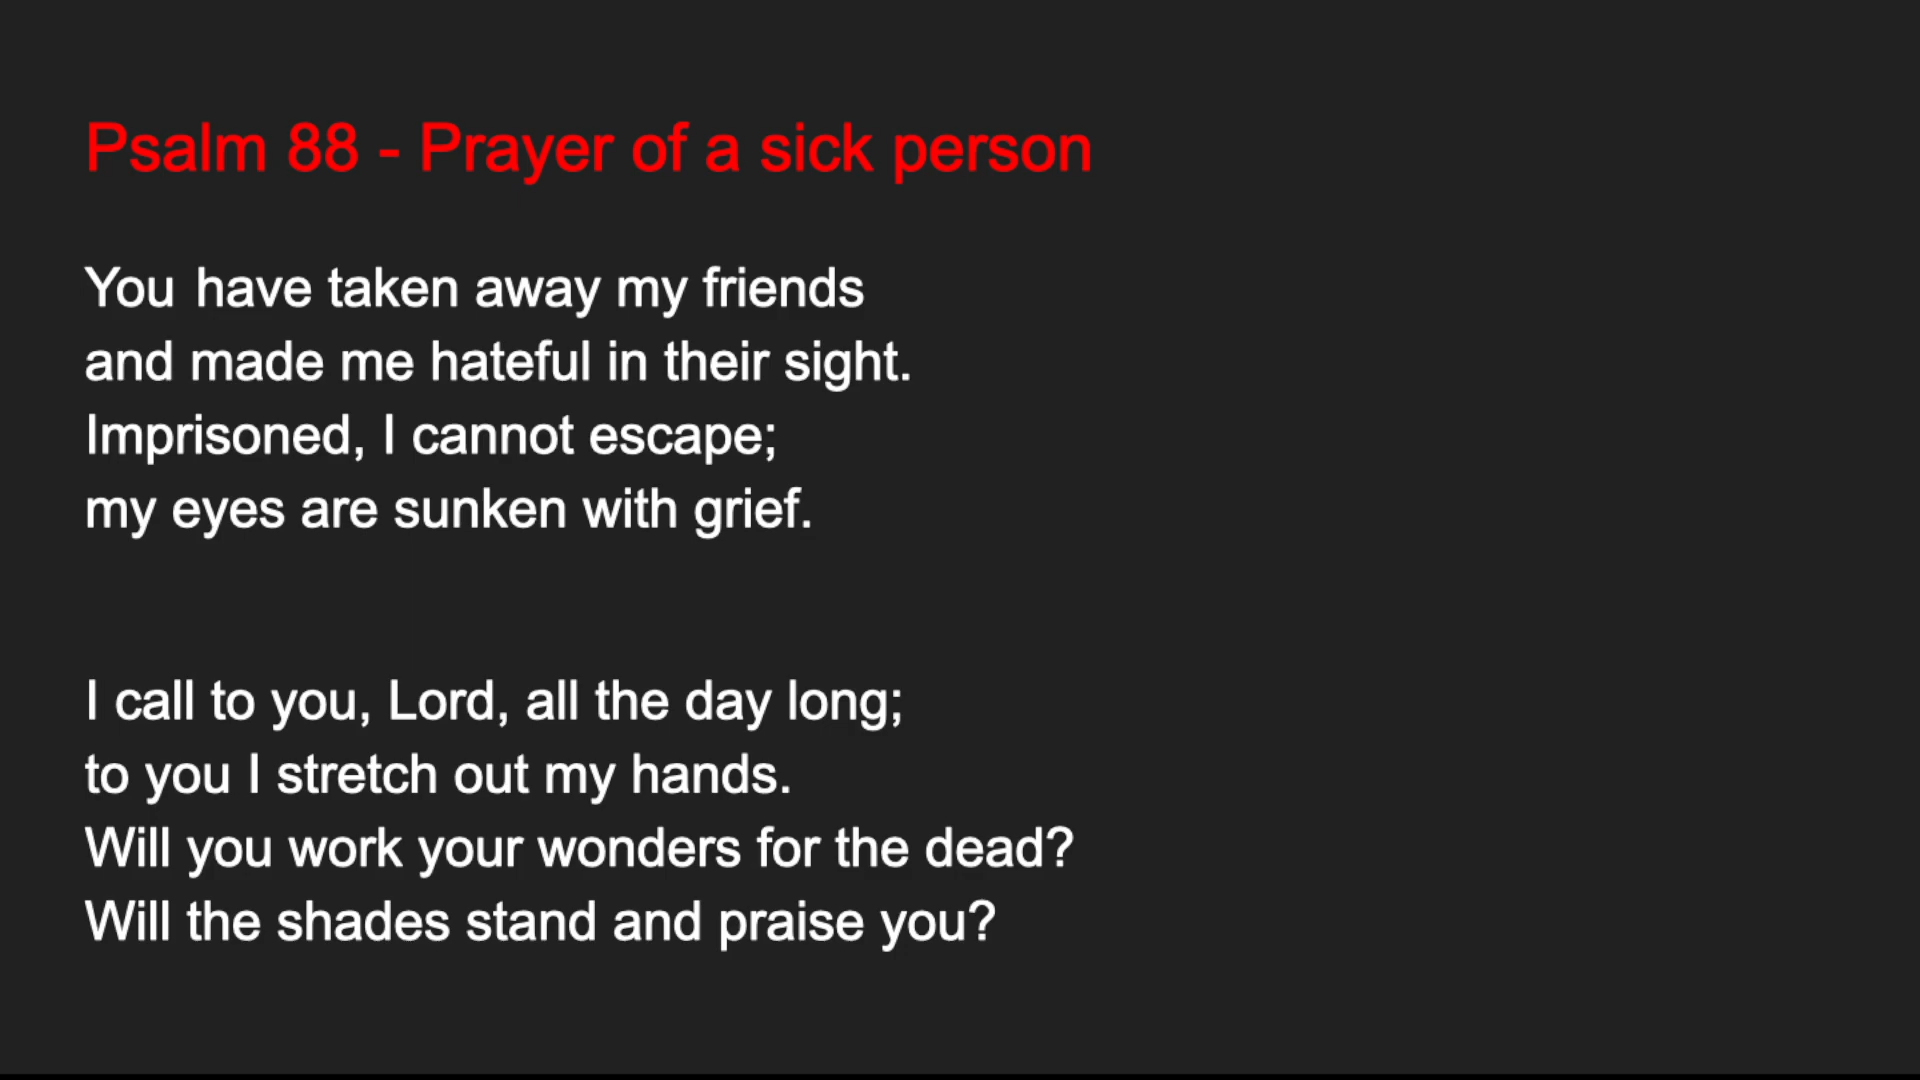 Psalm 88 - Prayer of a sick person
You have taken away my friends
and made me hateful in their sight.
Imprisoned, I cannot escape;
my eyes are sunken with grief.
I call to you, Lord, all the day long;
to you I stretch out my hands.
Will you work your wonders for the dead?
Will the shades stand and praise you?